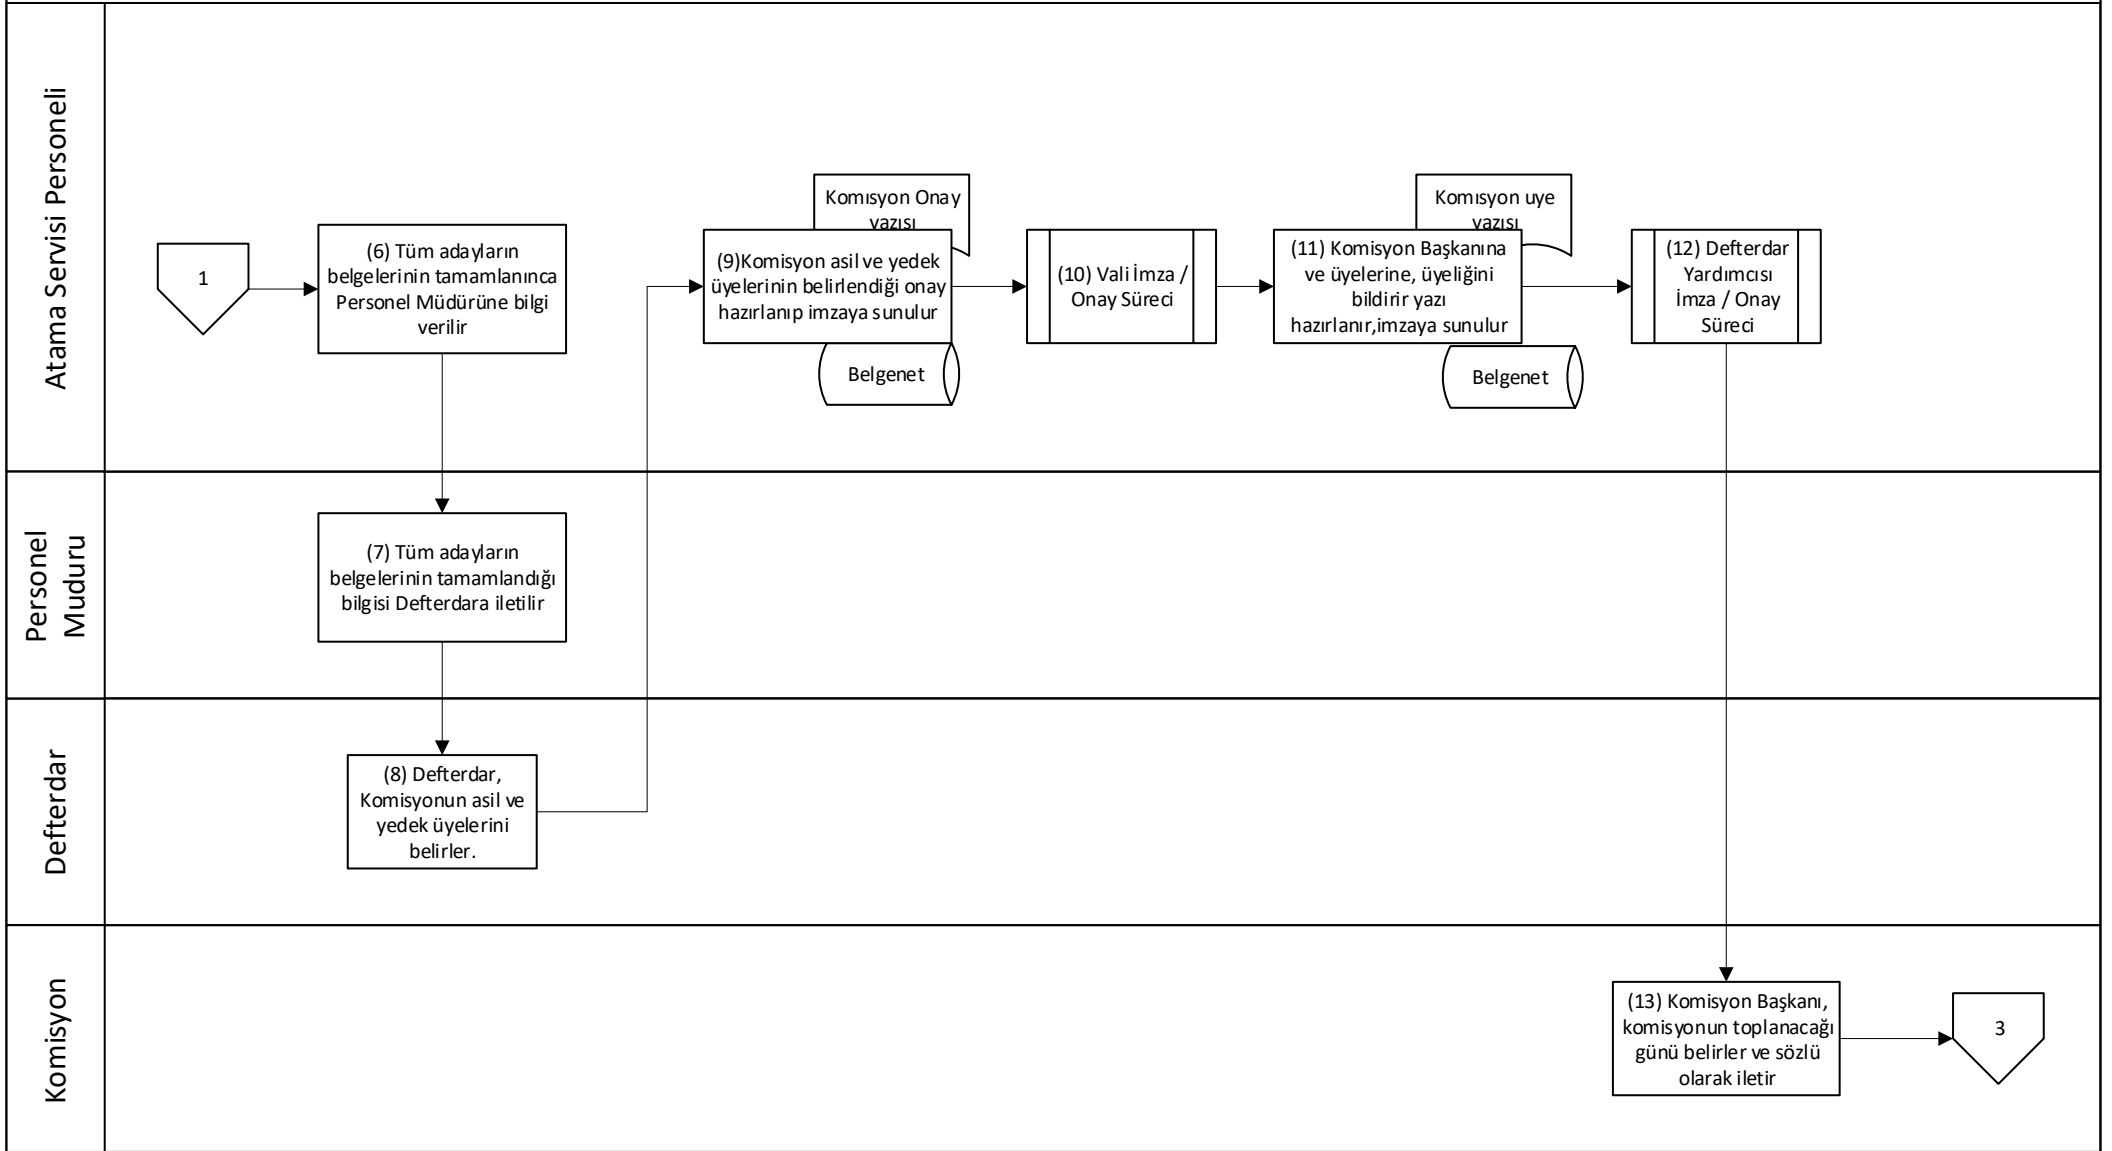 Atama Servisi Personeli
1
(6) Tüm adayların
belgelerinin tamamlanınca
Personel Müdürüne bilgi
verilir
Komısyon Onay
yazısı
(9)Komisyon asil ve yedek
üyelerinin belirlendiği onay
hazırlanıp imzaya sunulur
Belgenet
(10) Vali İmza /
Onay Süreci
Komısyon uye
yazısı
(11) Komisyon Başkanına
ve üyelerine, üyeliğini
bildirir yazı
hazırlanır,imzaya sunulur
Belgenet
(12) Defterdar
Yardımcısı
İmza / Onay
Süreci
Personel
Muduru
(7) Tüm adayların
belgelerinin tamamlandığı
bilgisi Defterdara iletilir
Defterdar
(8) Defterdar,
Komisyonun asil ve
yedek üyelerini
belirler.
Komisyon
(13) Komisyon Başkanı,
komisyonun toplanacağı
günü belirler ve sözlü
olarak iletir
3